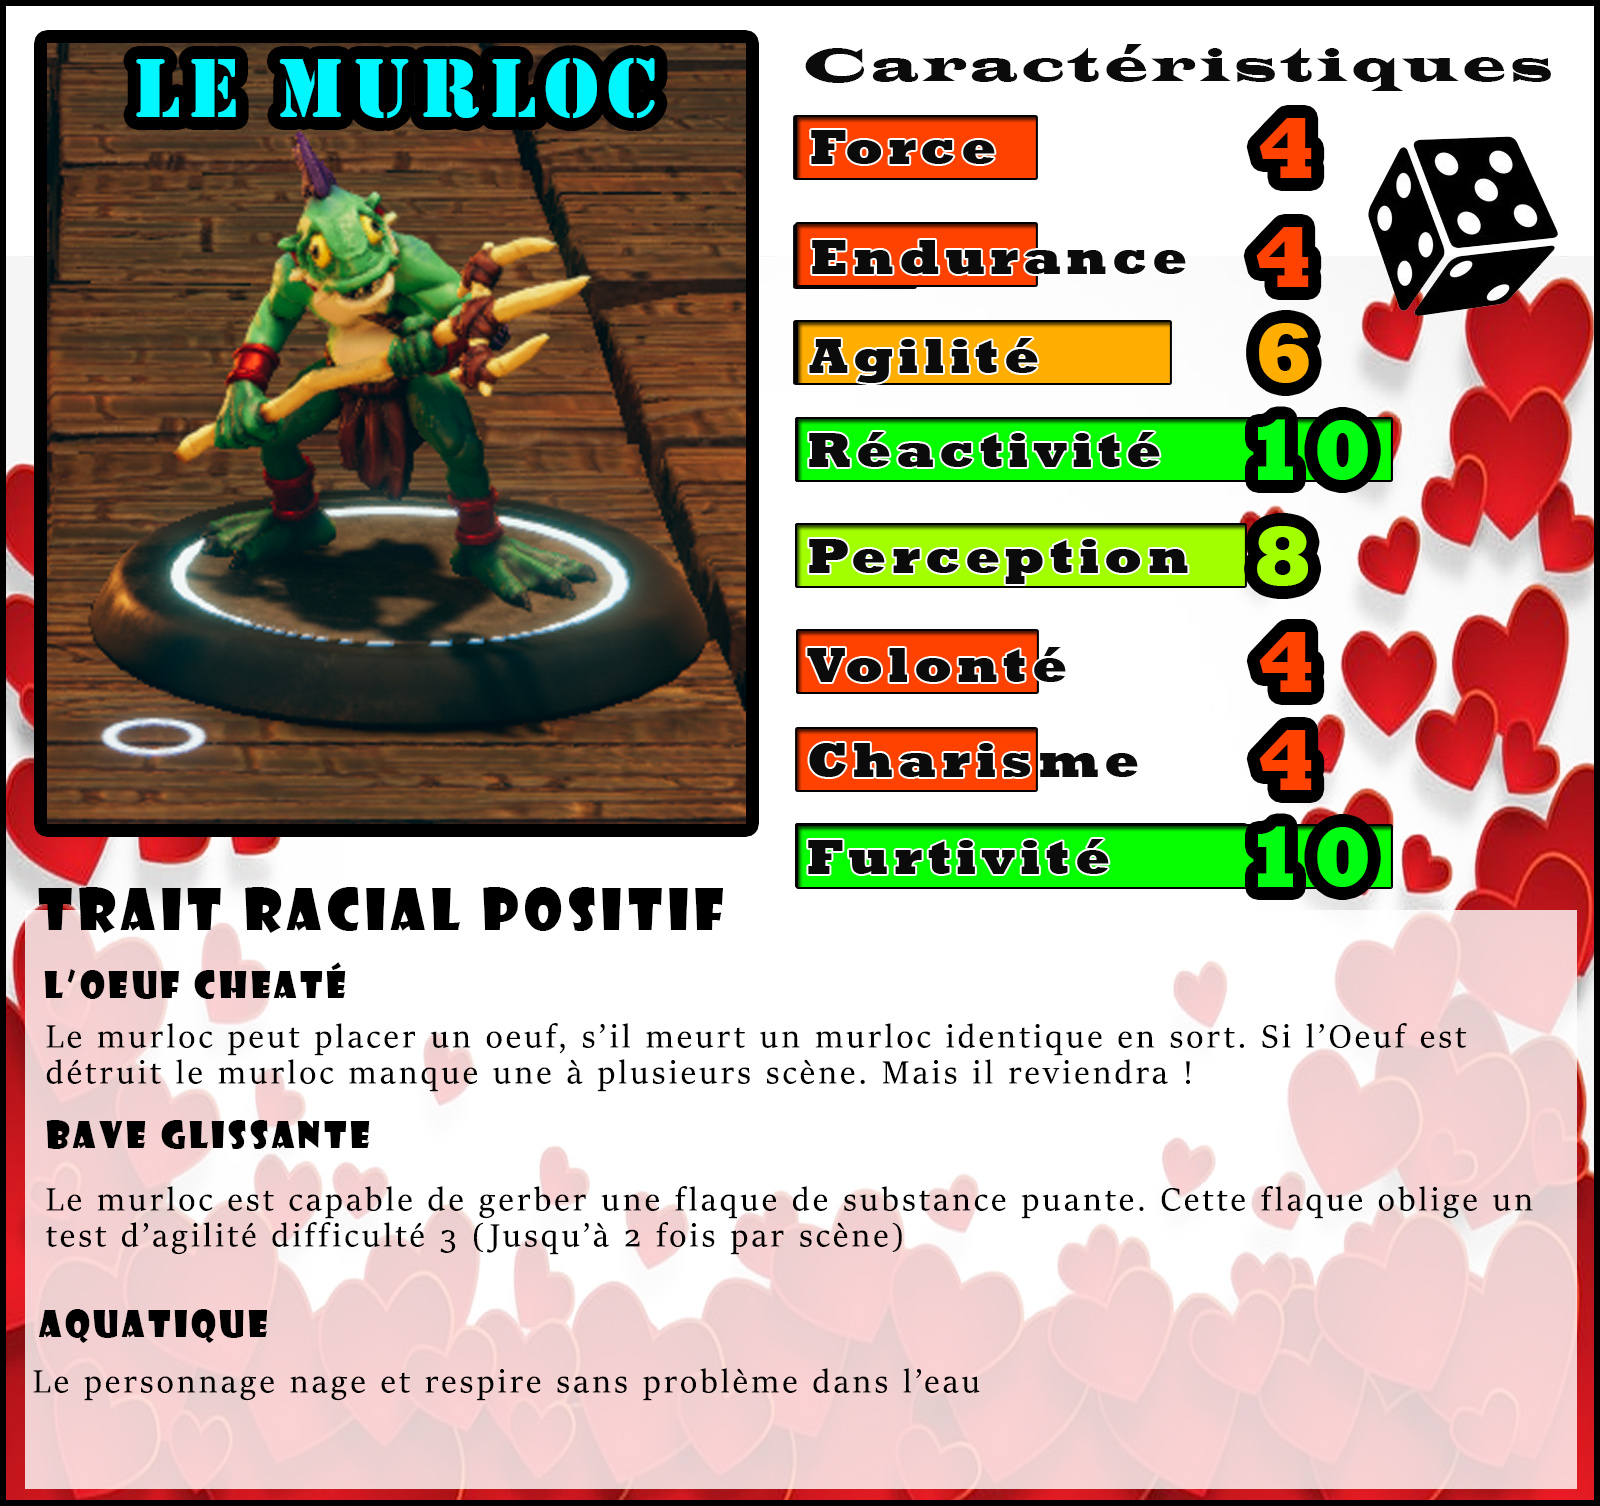 LE MURLOC
Caractéristiques
Force 4
Endurance 4
Agilité 6
Réactivité 10
Perception 8
Volonté 4
Charisme 4
Furtivité 10
TRAIT RACIAL POSITIF
L'OEUF CHEATÉ
Le murloc peut placer un oeuf, s'il meurt un murloc identique en sort. Si l'Oeuf est
détruit le murloc manque une à plusieurs scène. Mais il reviendra !
BAVE GLISSANTE
Le murloc est capable de gerber une flaque de substance puante. Cette flaque oblige un
test d'agilité difficulté 3 (Jusqu'à 2 fois par scène)
AQUATIQUE
Le personnage nage et respire sans problème dans l'eau